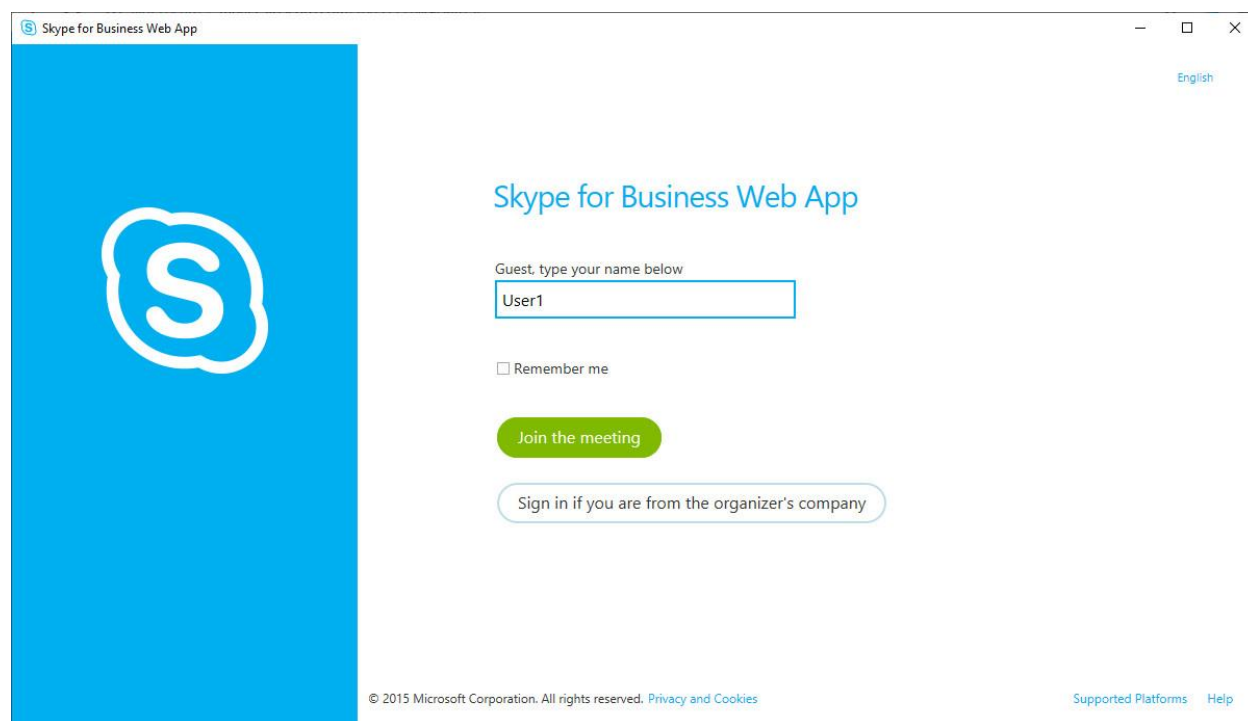 Skype for Business Web App
English
Skype for Business Web App
Guest, type your name below
User1
Remember me
Join the meeting
Sign in if you are from the organizer's company
© 2015 Microsoft Corporation. All rights reserved. Privacy and Cookies Supported Platforms Help